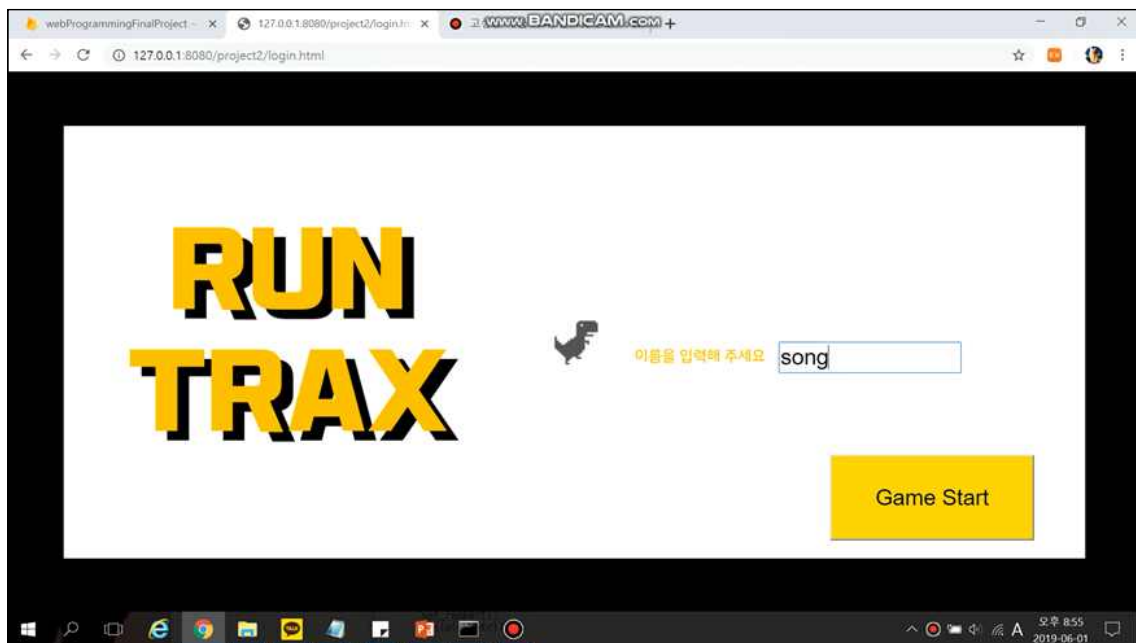 webProgrammingFinalProject -
127.0.0.1:8080/project2/login.h
www.BANDICAM.com
127.0.0.1:8080/project2/login.html
RUN
TRAX
이름을 입력해 주세요
song
Game Start
TALK
A
오후 8:55
2019-06-01